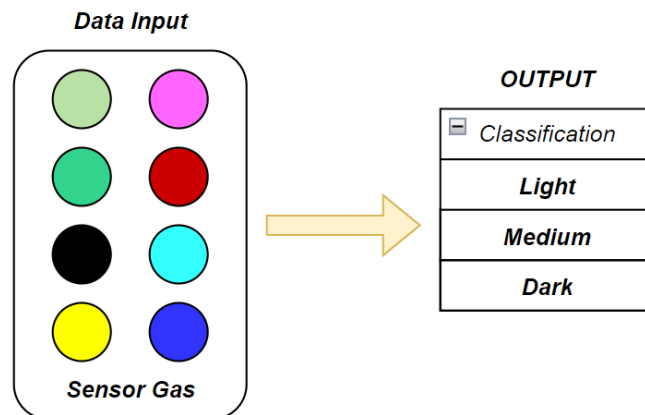 Data Input
Sensor Gas
OUTPUT
Classification
Light
Medium
Dark